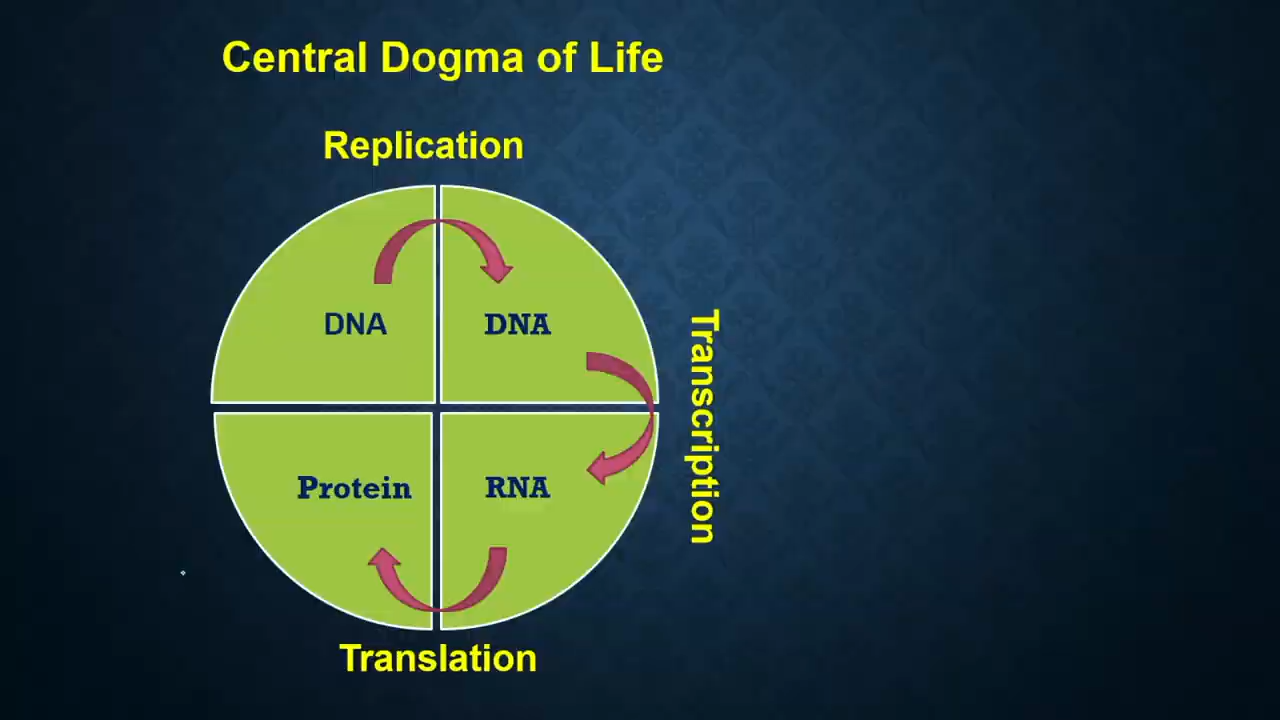 Central Dogma of Life
Replication
DNA
DNA
Transcription
Protein
RNA
Translation